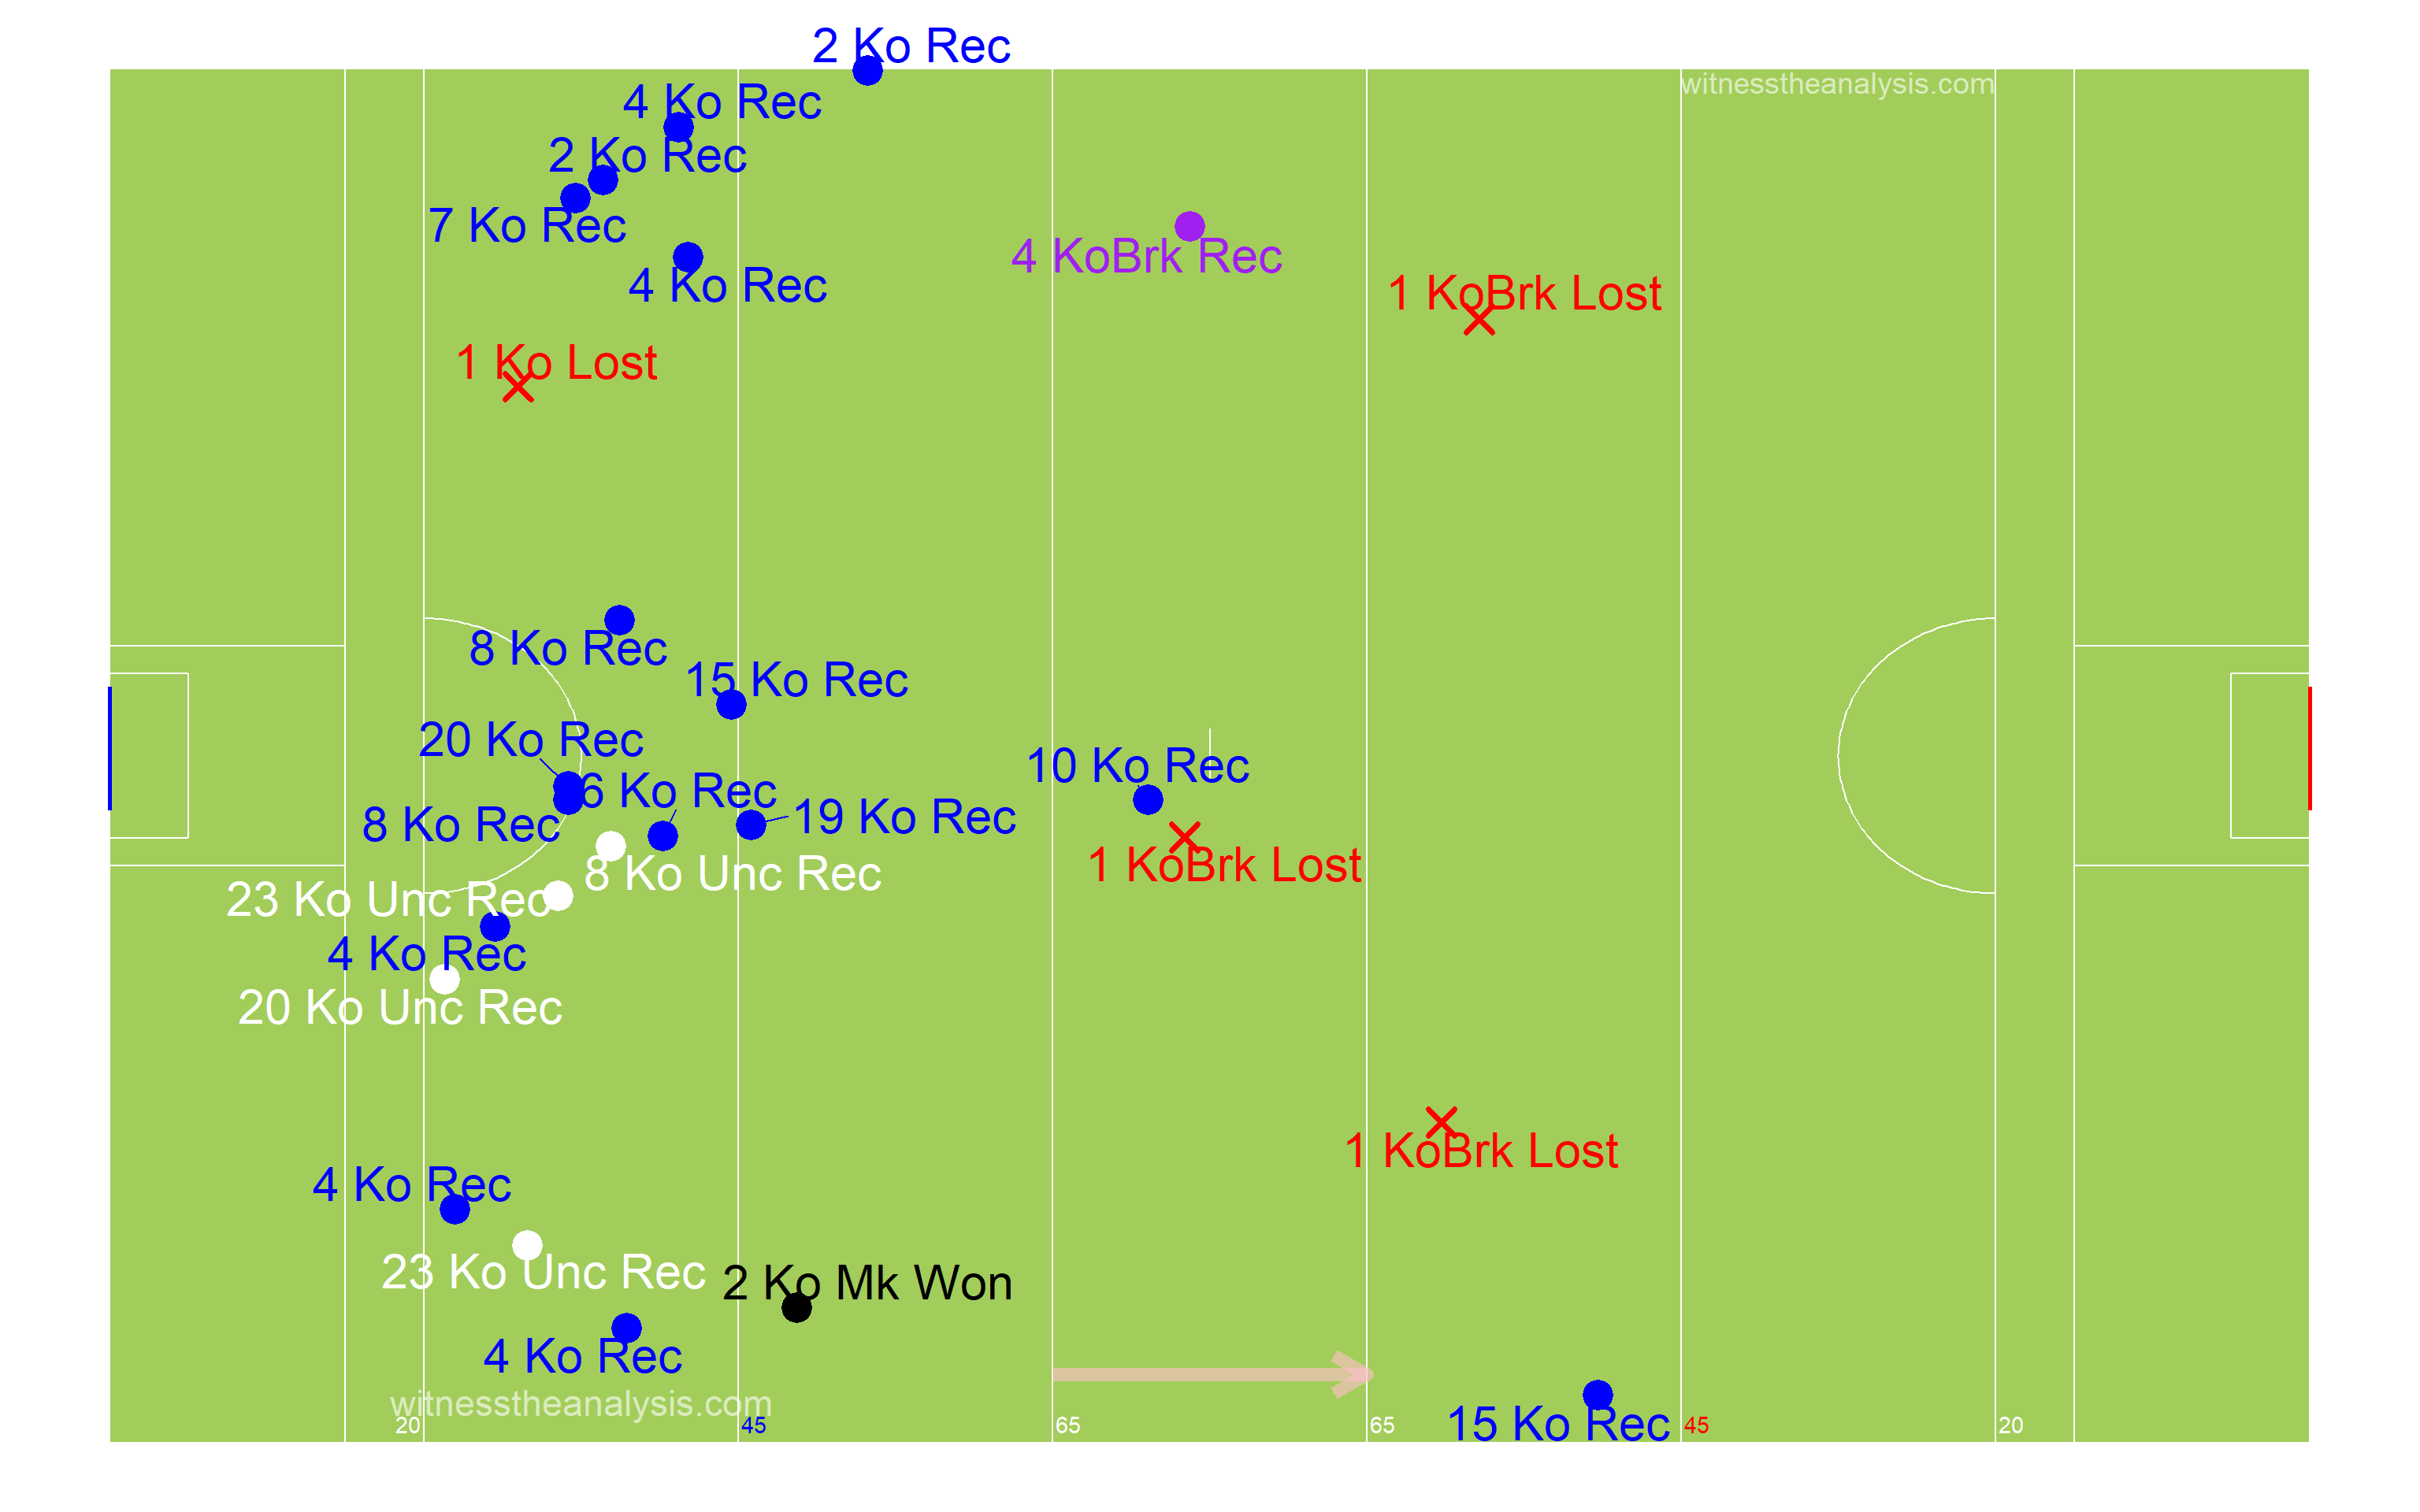 2 Ko Rec
witnesstheanalysis.com
4 Ko Rec
2 Ko Rec
7 Ko Rec
4 Ko Rec
4 KoBrk Rec
1 KoBrk Lost
1 Ko Lost
8 Ko Rec
15 Ko Rec
20 Ko Rec
10 Ko Rec
6 Ko Rec
19 Ko Rec
8 Ko Rec
1 KoBrk Lost
8 Ko Unc Rec
23 Ko Unc Rec
4 Ko Rec
20 Ko Unc Rec
1 KoBrk Lost
4 Ko Rec
23 Ko Unc Rec
2 Ko Mk Won
4 Ko Rec
witnesstheanalysis.com
15 Ko Rec
20
45
65
65
45
20